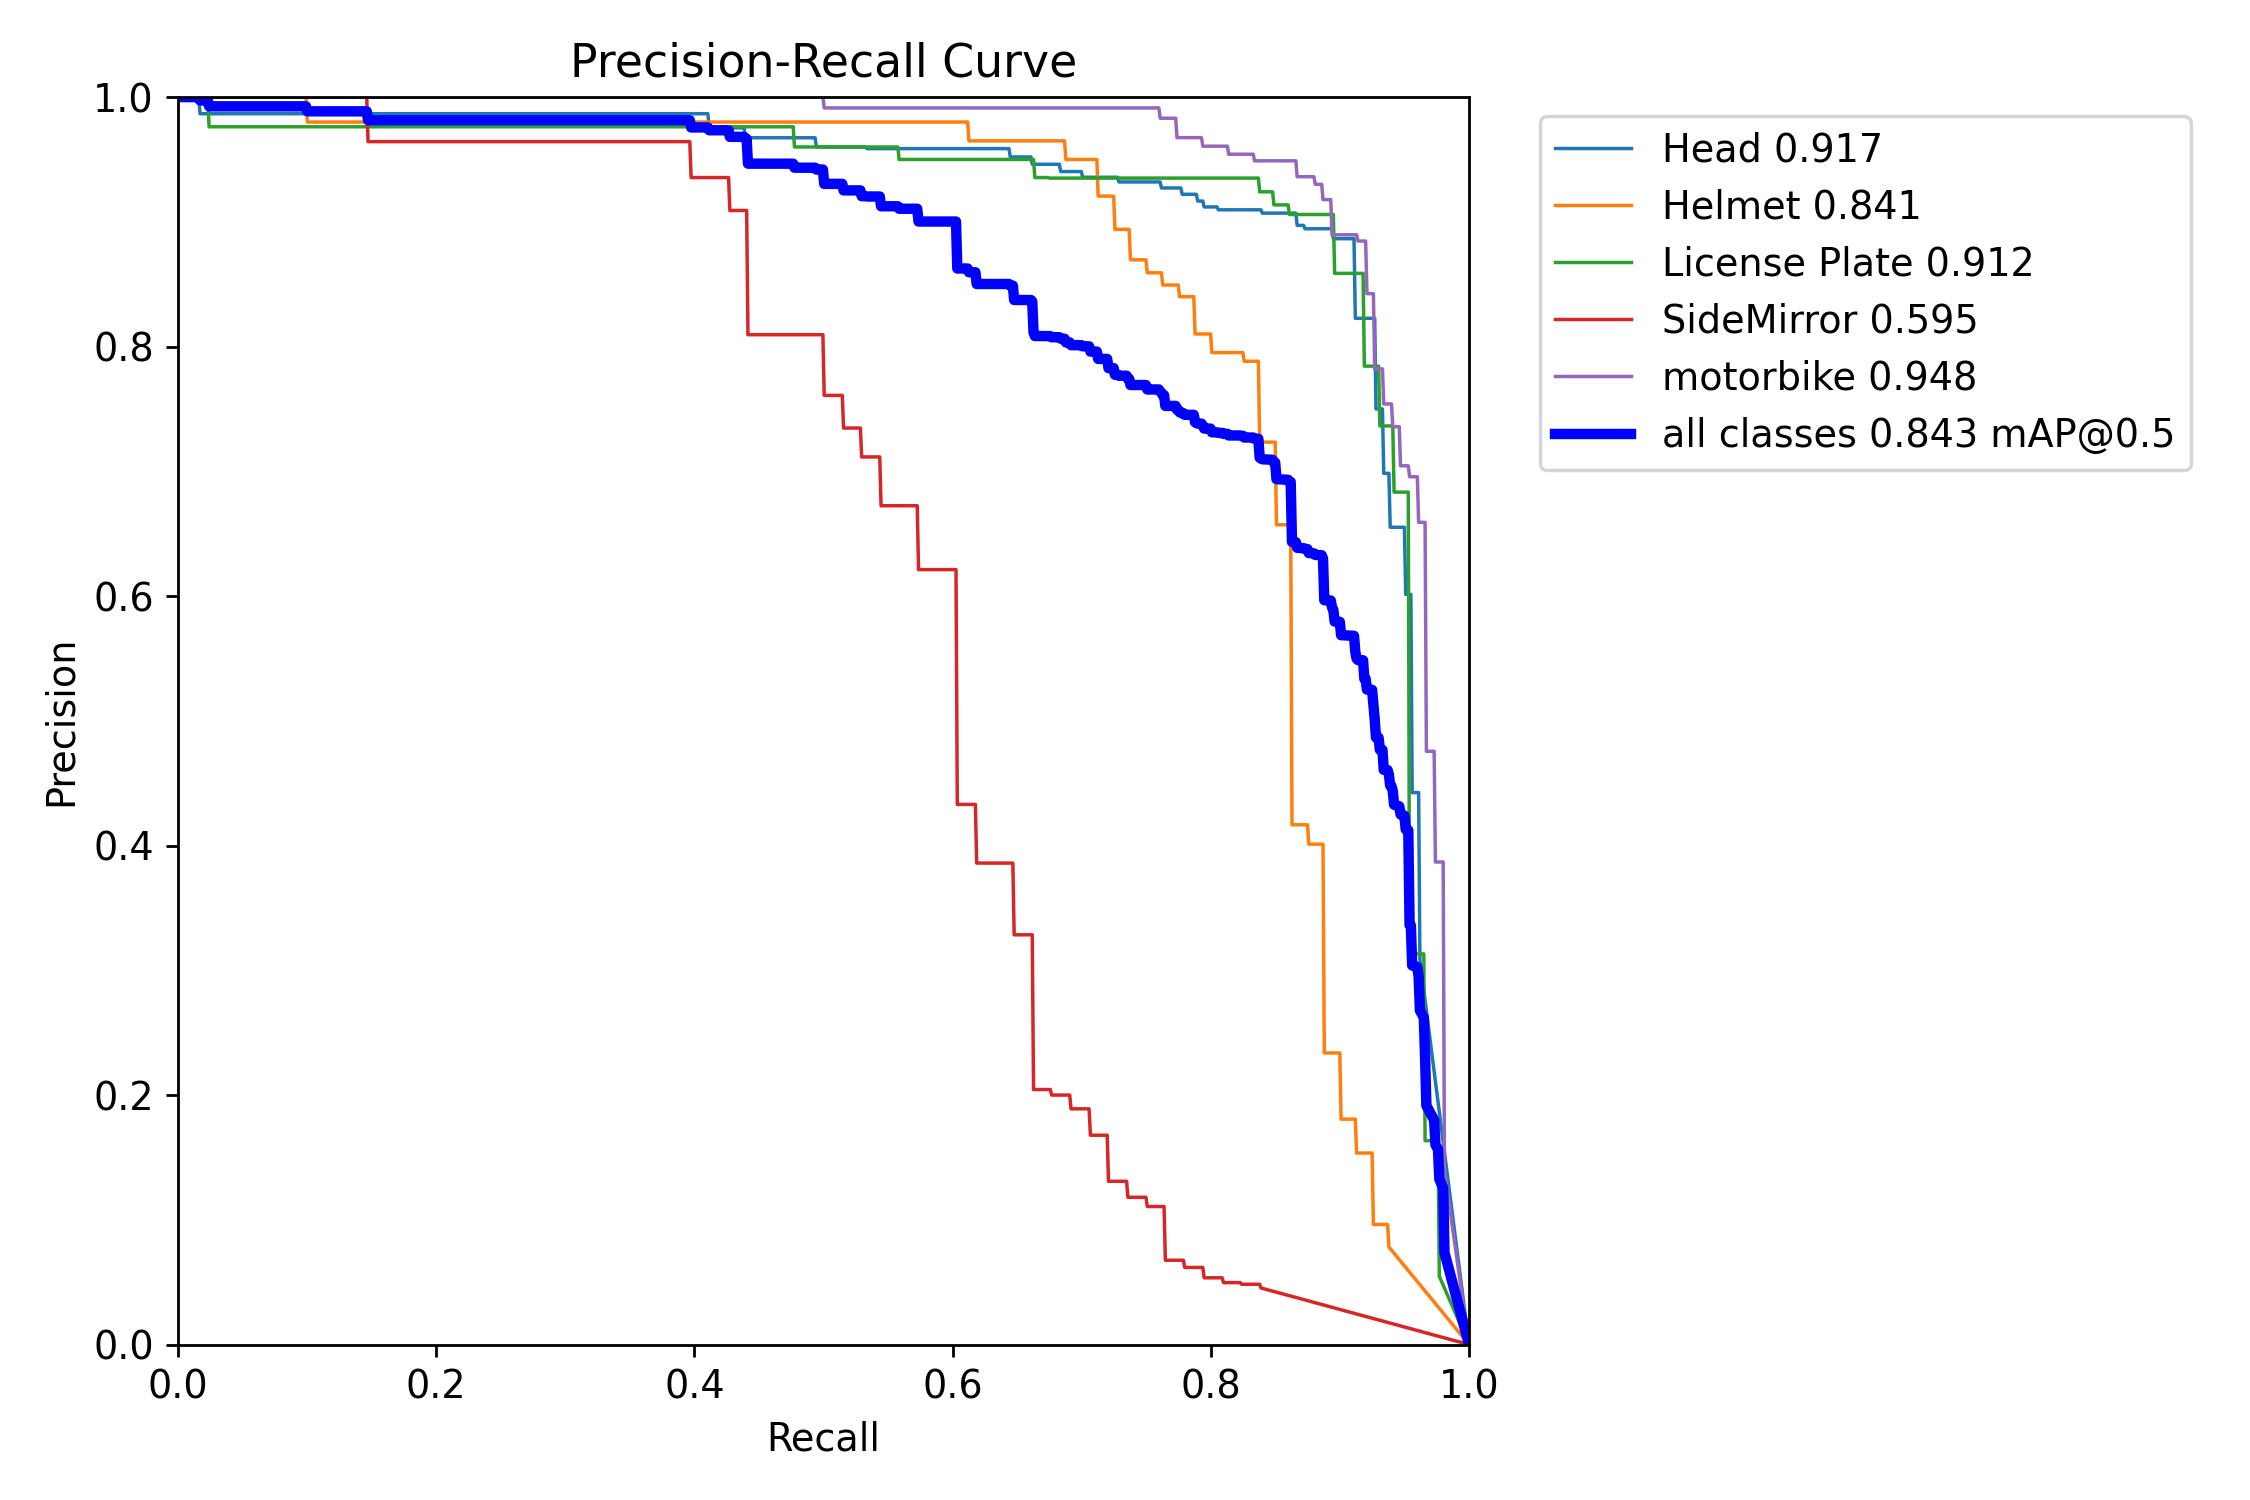 Precision-Recall Curve
1.0
0.8
0.6
0.4
0.2
0.0
Precision
0.0 0.2 0.4 0.6 0.8 1.0
Recall
Head 0.917
Helmet 0.841
License Plate 0.912
SideMirror 0.595
motorbike 0.948
all classes 0.843 mAP@0.5